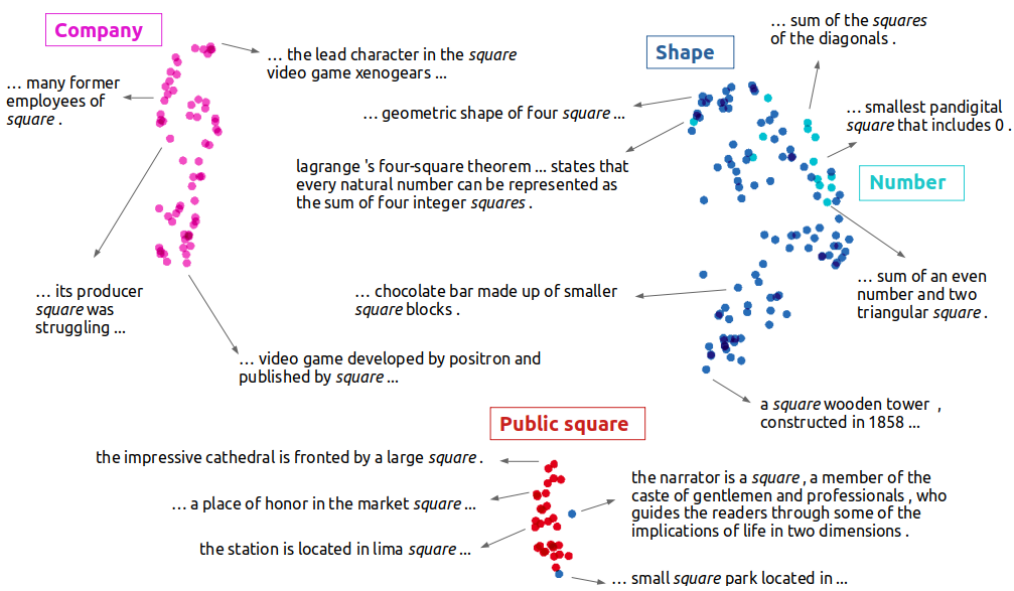 Company
... the lead character in the square
video game xenogears ...
... many former
employees of
square .
... its producer
square was
struggling ...
... video game developed by positron and
published by square ...
Shape
... sum of the squares
of the diagonals .
... geometric shape of four square ...
... smallest pandigital
square that includes 0 .
lagrange 's four-square theorem ... states that
every natural number can be represented as
the sum of four integer squares .
Number
... chocolate bar made up of smaller
square blocks .
... sum of an even
number and two
triangular square .
a square wooden tower ,
constructed in 1858 ...
Public square
the impressive cathedral is fronted by a large square .
... a place of honor in the market square ...
the station is located in lima square ...
the narrator is a square , a member of the
caste of gentlemen and professionals , who
guides the readers through some of the
implications of life in two dimensions .
... small square park located in ...